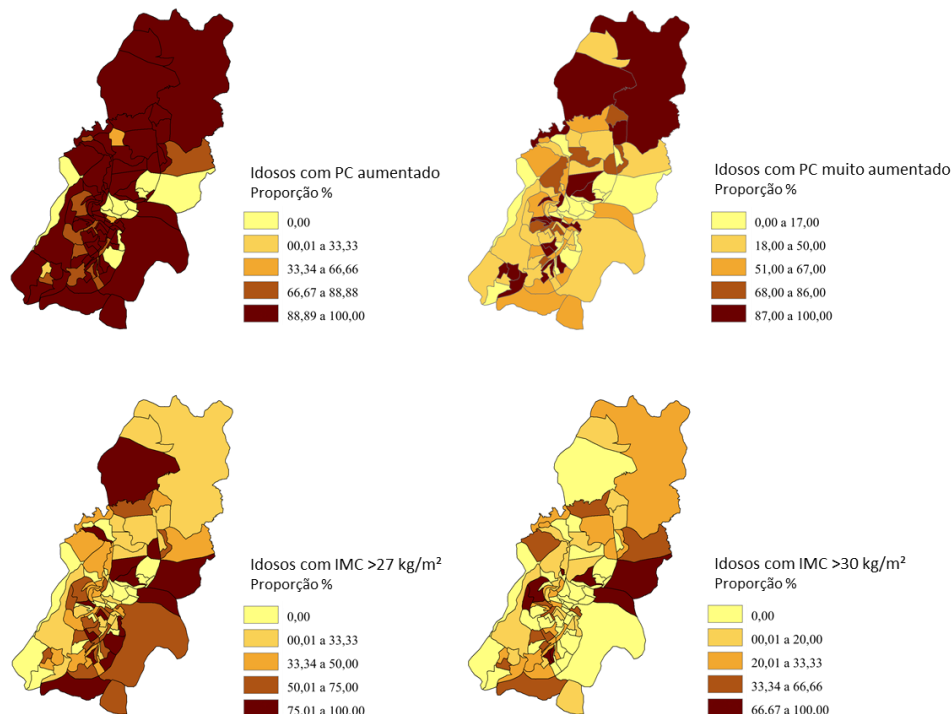 Idosos com PC aumentado
Proporção %
0,00
00,01 a 33,33
33,34 a 66,66
66,67 a 88,88
88,89 a 100,00
Idosos com PC muito aumentado
Proporção %
0,00 a 17,00
18,00 a 50,00
51,00 a 67,00
68,00 a 86,00
87,00 a 100,00
Idosos com IMC >27 kg/m²
Proporção %
0,00
00,01 a 33,33
33,34 a 50,00
50,01 a 75,00
75,01 a 100,00
Idosos com IMC >30 kg/m²
Proporção %
0,00
00,01 a 20,00
20,01 a 33,33
33,34 a 66,66
66,67 a 100,00